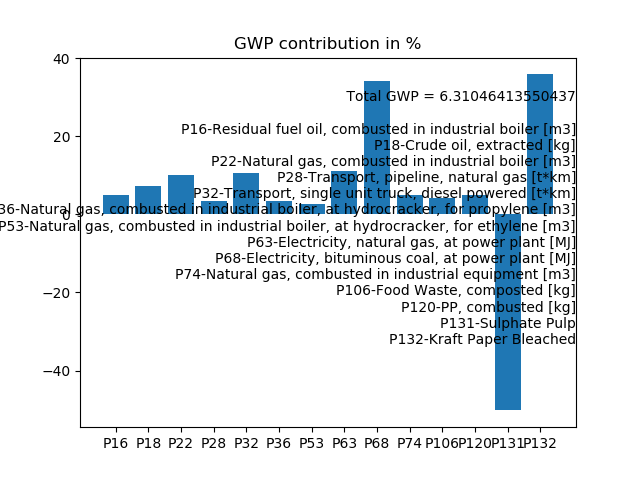 GWP contribution in %
40
20
0
−20
−40
Total GWP = 6.31046413550437
P16-Residual fuel oil, combusted in industrial boiler [m3]
P18-Crude oil, extracted [kg]
P22-Natural gas, combusted in industrial boiler [m3]
P28-Transport, pipeline, natural gas [t*km]
P32-Transport, single unit truck, diesel powered [t*km]
36-Natural gas, combusted in industrial boiler, at hydrocracker, for propylene [m3]
P53-Natural gas, combusted in industrial boiler, at hydrocracker, for ethylene [m3]
P63-Electricity, natural gas, at power plant [MJ]
P68-Electricity, bituminous coal, at power plant [MJ]
P74-Natural gas, combusted in industrial equipment [m3]
P106-Food Waste, composted [kg]
P120-PP, combusted [kg]
P131-Sulphate Pulp
P132-Kraft Paper Bleached
P16 P18 P22 P28 P32 P36 P53 P63 P68 P74 P106 P120 P131 P132